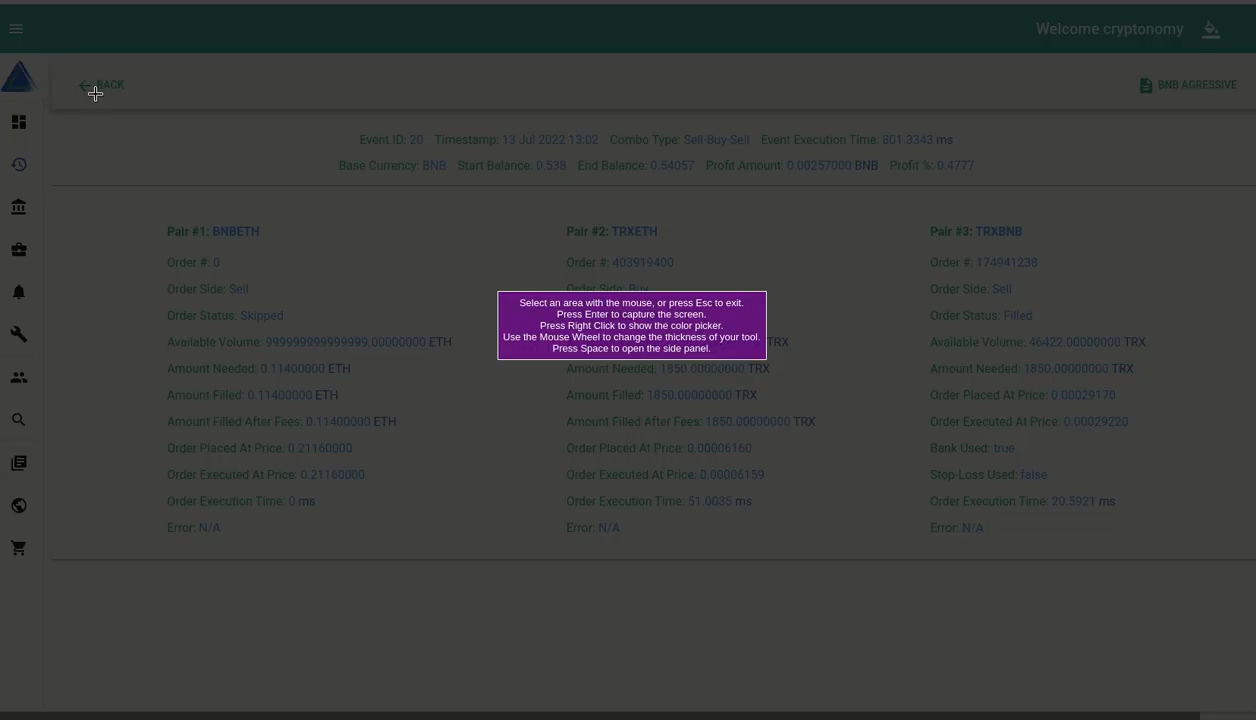 Welcome cryptonomy
BACK
BNB AGRESSIVE
Event ID: 20 Timestamp: 13 Jul 2022 13:02 Combo Type: Sell-Buy-Sell Event Execution Time: 801.3343 ms
Base Currency: BNB Start Balance: 0.538 End Balance: 0.54057 Profit Amount: 0.00257000 BNB Profit %: 0.4777
Pair #1: BNBETH
Order #: 0
Order Side: Sell
Order Status: Skipped
Available Volume: 999999999999999.00000000 ETH
Amount Needed: 0.11400000 ETH
Amount Filled: 0.11400000 ETH
Amount Filled After Fees: 0.11400000 ETH
Order Placed At Price: 0.21160000
Order Executed At Price: 0.21160000
Order Execution Time: 0 ms
Error: N/A
Pair #2: TRXETH
Order #: 403919400
Order Side: Buy
Select an area with the mouse, or press Esc to exit.
Press Enter to capture the screen.
Press Right Click to show the color picker.
Use the Mouse Wheel to change the thickness of your tool.
Press Space to open the side panel.
TRX
Amount Needed: 1850.00000000 TRX
Amount Filled: 1850.00000000 TRX
Amount Filled After Fees: 1850.00000000 TRX
Order Placed At Price: 0.00006160
Order Executed At Price: 0.00006159
Order Execution Time: 51.0035 ms
Error: N/A
Pair #3: TRXBNB
Order #: 174941238
Order Side: Sell
Order Status: Filled
Available Volume: 46422.00000000 TRX
Amount Needed: 1850.00000000 TRX
Order Placed At Price: 0.00029170
Order Executed At Price: 0.00029220
Bank Used: true
Stop-Loss Used: false
Order Execution Time: 20.5921 ms
Error: N/A